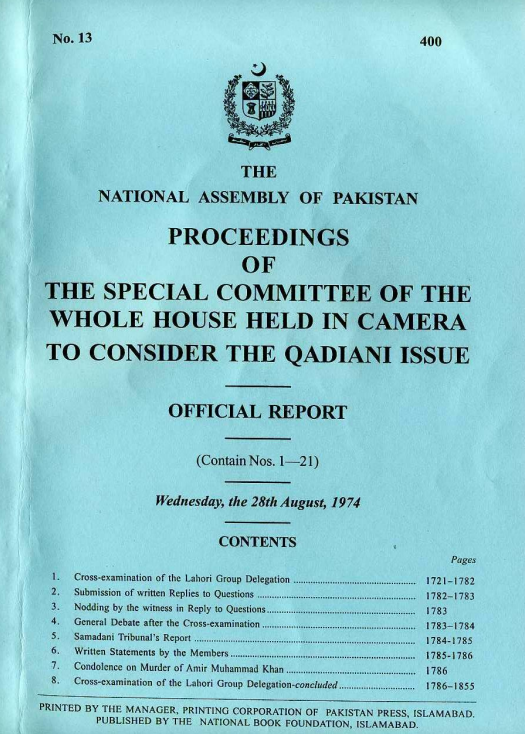 No. 13
400
THE
NATIONAL ASSEMBLY OF PAKISTAN
PROCEEDINGS
OF
THE SPECIAL COMMITTEE OF THE
WHOLE HOUSE HELD IN CAMERA
TO CONSIDER THE QADIANI ISSUE
OFFICIAL REPORT
(Contain Nos. 1—21)
Wednesday, the 28th August, 1974
CONTENTS
Pages
1. Cross-examination of the Lahori Group Delegation ........ 1721–1782
2. Submission of written Replies to Questions ........ 1782–1783
3. Nodding by the witness in Reply to Questions ........ 1783
4. General Debate after the Cross-examination ........ 1783–1784
5. Samadani Tribunal's Report ........ 1784-1785
6. Written Statements by the Members ........ 1785-1786
7. Condolence on Murder of Amir Muhammad Khan ........ 1786
8. Cross-examination of the Lahori Group Delegation-concluded ........ 1786–1855
PRINTED BY THE MANAGER, PRINTING CORPORATION OF PAKISTAN PRESS, ISLAMABAD.
PUBLISHED BY THE NATIONAL BOOK FOUNDATION, ISLAMABAD.